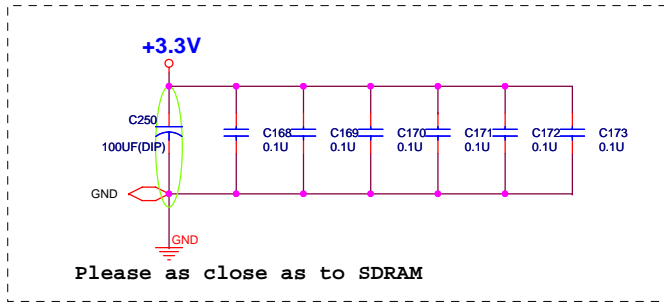 +3.3V
C250
100UF(DIP)
C168
0.1U
C169
0.1U
C170
0.1U
C171
0.1U
C172
0.1U
C173
0.1U
GND
GND
Please as close as to SDRAM